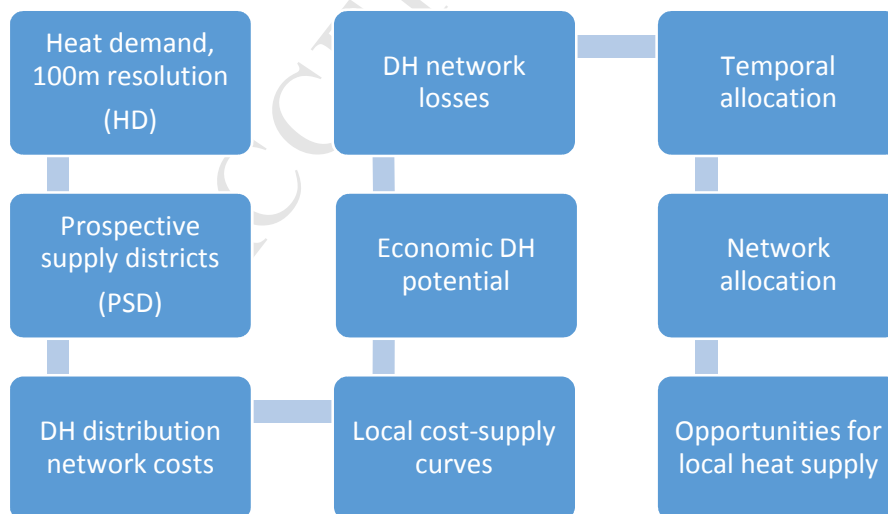 Heat demand,
100m resolution
(HD)
Prospective
supply districts
(PSD)
DH distribution
network costs
Local cost-supply
curves
Economic DH
potential
DH network
losses
Temporal
allocation
Network
allocation
Opportunities for
local heat supply